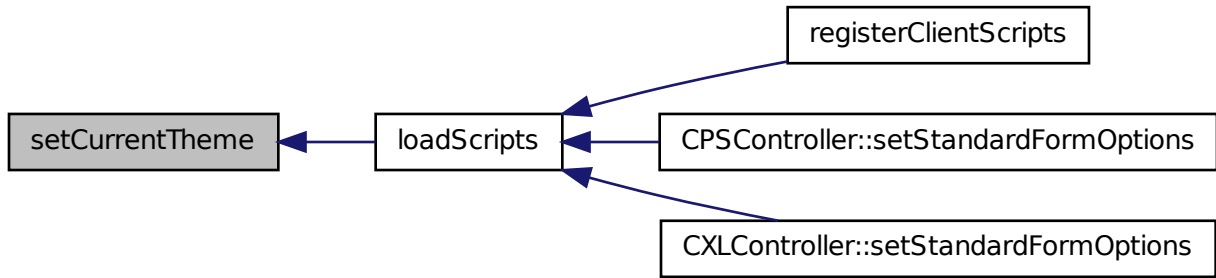 registerClientScripts
setCurrentTheme
loadScripts
CPSController::setStandardFormOptions
CXLController::setStandardFormOptions